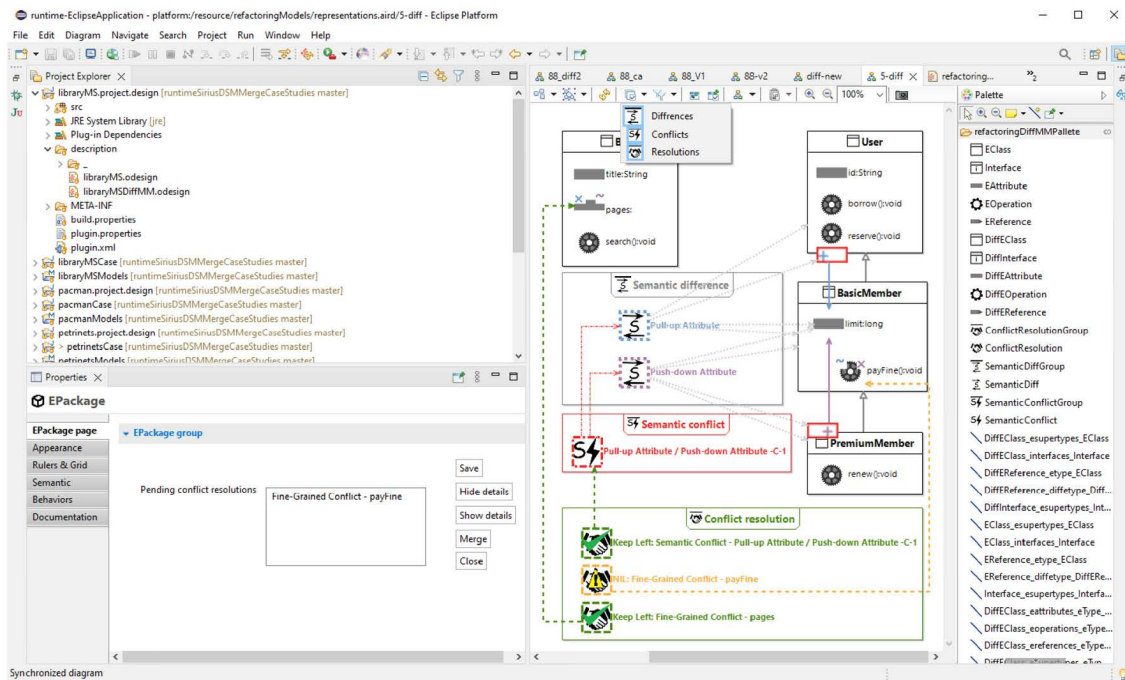 runtime-EclipseApplication - platform:/resource/refactoringModels/representations.aird/5-diff - Eclipse Platform
File Edit Diagram Navigate Search Project Run Window Help
Project Explorer
libraryMS.project.design [runtimeSiriusDSMMergeCaseStudies master]
src
JRE System Library [jre]
Plug-in Dependencies
description
_
libraryMS.odesign
libraryMSDiffMM.odesign
META-INF
build.properties
plugin.properties
plugin.xml
libraryMSCase [runtimeSiriusDSMMergeCaseStudies master]
libraryMSModels [runtimeSiriusDSMMergeCaseStudies master]
pacman.project.design [runtimeSiriusDSMMergeCaseStudies master]
pacmanCase [runtimeSiriusDSMMergeCaseStudies master]
pacmanModels [runtimeSiriusDSMMergeCaseStudies master]
petrinets.project.design [runtimeSiriusDSMMergeCaseStudies master]
> petrinetsCase [runtimeSiriusDSMMergeCaseStudies master]
petrinetsModels [runtimeSiriusDSMMergeCaseStudies master]
Properties
EPackage
EPackage page
Appearance
Rulers & Grid
Semantic
Behaviors
Documentation
EPackage group
Pending conflict resolutions
Fine-Grained Conflict - payFine
Save
Hide details
Show details
Merge
Close
88_diff2 88_ca 88_V1 88-v2 diff-new 5-diff refactoring... »2
100%
Diffrences
Conflicts
Resolutions
B
title:String
pages:
search():void
User
id:String
borrow():void
reserve():void
Semantic difference
Pull-up Attribute
Push-down Attribute
BasicMember
limit:long
payFine():void
Semantic conflict
Pull-up Attribute / Push-down Attribute -C-1
PremiumMember
renew():void
Conflict resolution
Keep Left: Semantic Conflict - Pull-up Attribute / Push-down Attribute -C-1
NIL: Fine-Grained Conflict - payFine
Keep Left: Fine-Grained Conflict - pages
Palette
refactoringDiffMMPallete
EClass
Interface
EAttribute
EOperation
EReference
DiffEClass
DiffInterface
DiffEAttribute
DiffEOperation
DiffEReference
ConflictResolutionGroup
ConflictResolution
SemanticDiffGroup
SemanticDiff
SemanticConflictGroup
SemanticConflict
DiffEClass_esupertypes_EClass
DiffEClass_interfaces_Interface
DiffEReference_etype_EClass
DiffEReference_diffetype_Diff...
DiffInterface_esupertypes_Int...
EClass_esupertypes_EClass
EClass_interfaces_Interface
EReference_etype_EClass
EReference_diffetype_DiffERe...
Interface_esupertypes_Interfa...
DiffEClass_eattributes_eType_...
DiffEClass_eoperations_eType...
DiffEClass_ereferences_eType...
Synchronized diagram